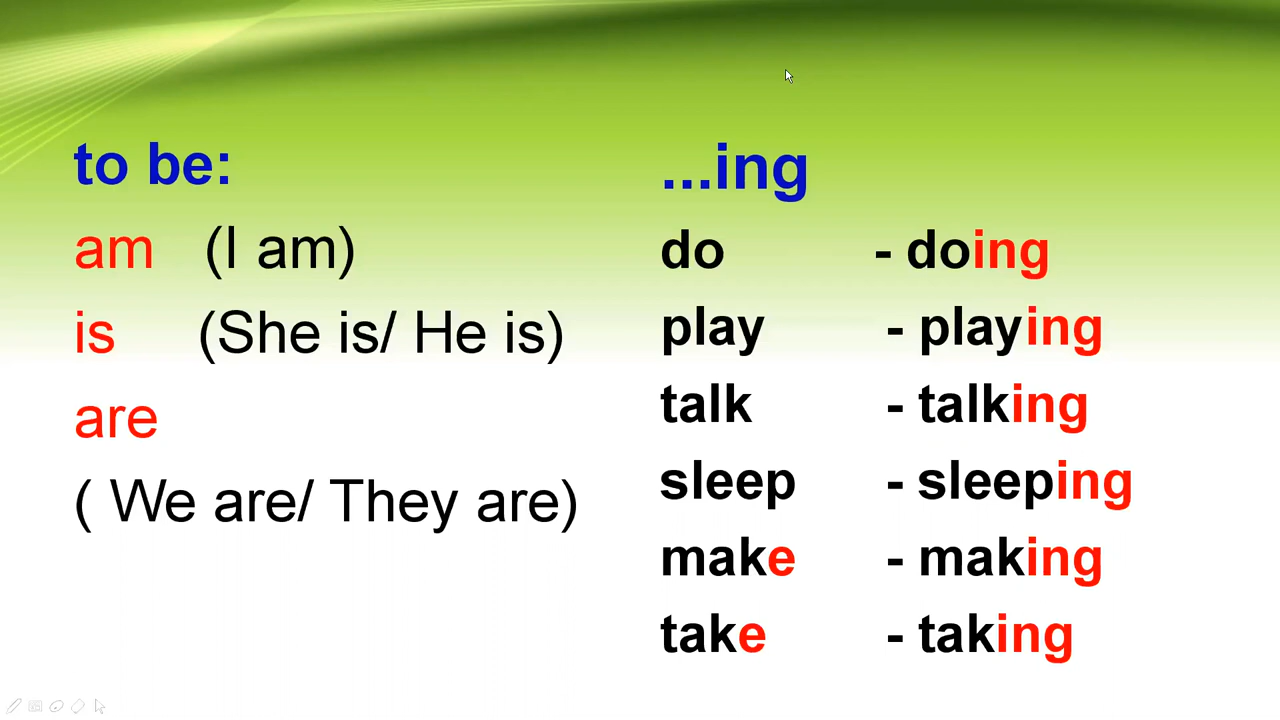 to be:
am (I am)
is (She is/ He is)
are
( We are/ They are)
...ing
do - doing
play - playing
talk - talking
sleep - sleeping
make - making
take - taking